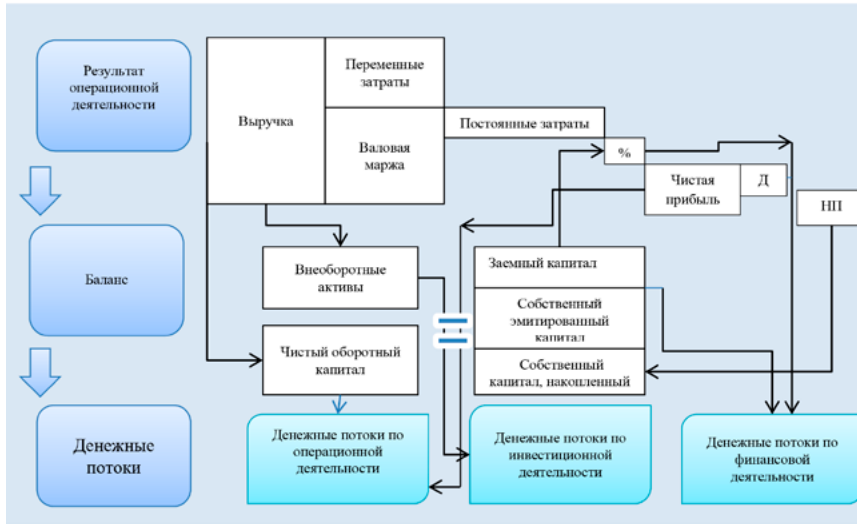 Результат
операционной
деятельности
Выручка
Переменные
затраты
Валовая
маржа
Постоянные затраты
%
Чистая
прибыль
Д
НП
Баланс
Внеоборотные
активы
Чистый оборотный
капитал
Заемный капитал
Собственный
эмитированный
капитал
Собственный
капитал, накопленный
Денежные
потоки
Денежные потоки по
операционной
деятельности
Денежные потоки по
инвестиционной
деятельности
Денежные потоки по
финансовой
деятельности